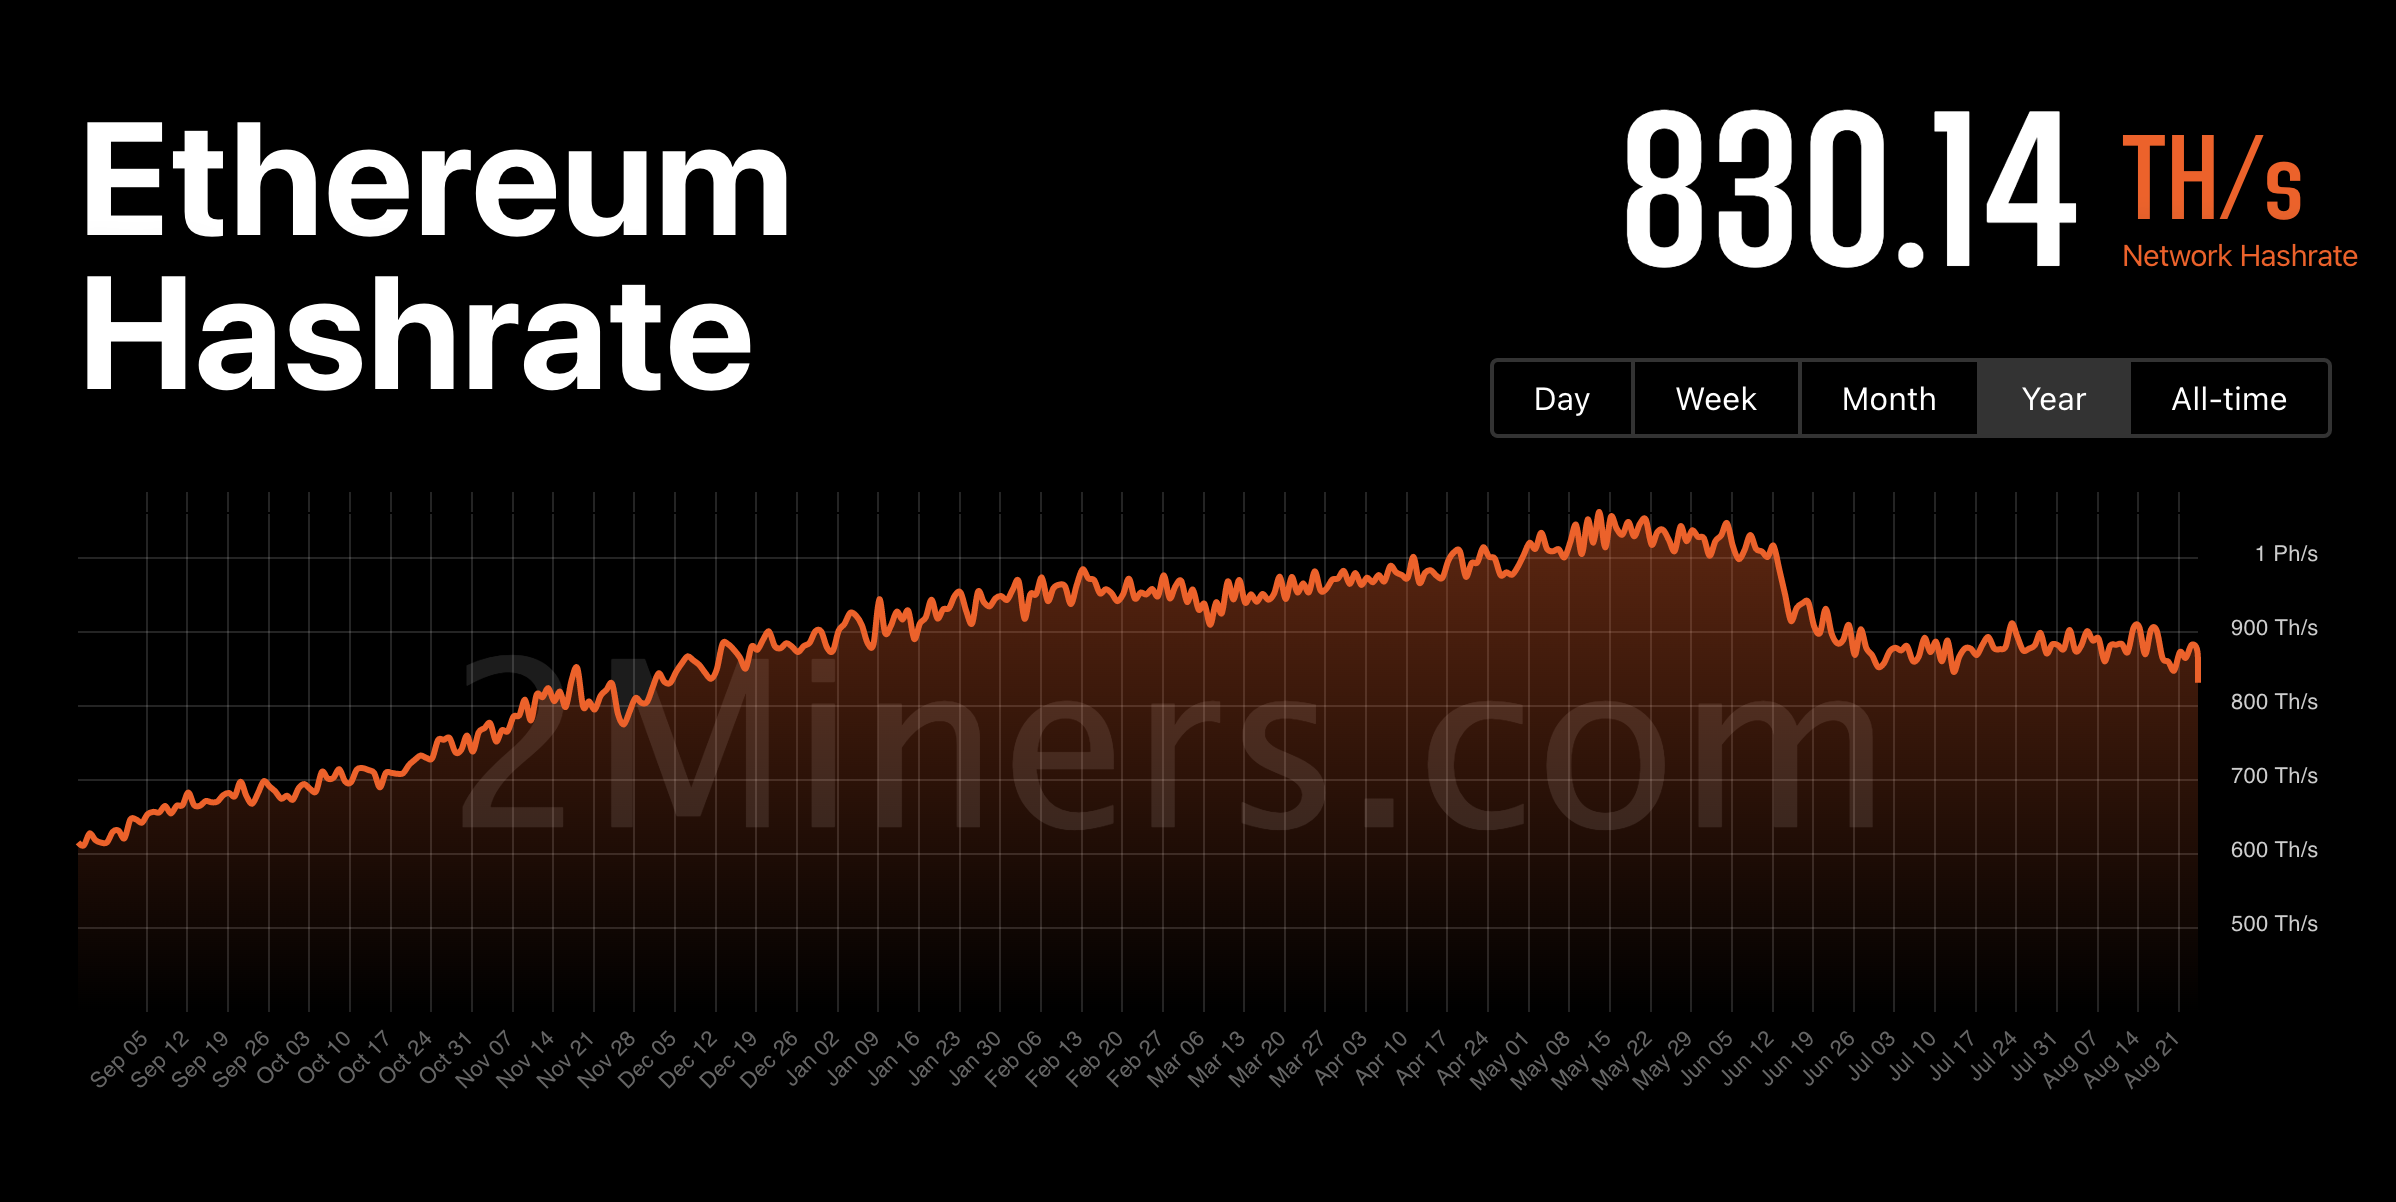 Ethereum
Hashrate
830.14 TH/s
Network Hashrate
Day Week Month Year All-time
2Miners.com
1 Ph/s
900 Th/s
800 Th/s
700 Th/s
600 Th/s
500 Th/s
Sep 05 Sep 12 Sep 19 Sep 26 Oct 03 Oct 10 Oct 17 Oct 24 Oct 31 Nov 07 Nov 14 Nov 21 Nov 28 Dec 05 Dec 12 Dec 19 Dec 26 Jan 02 Jan 09 Jan 16 Jan 23 Jan 30 Feb 06 Feb 13 Feb 20 Feb 27 Mar 06 Mar 13 Mar 20 Mar 27 Apr 03 Apr 10 Apr 17 Apr 24 May 01 May 08 May 15 May 22 May 29 Jun 05 Jun 12 Jun 19 Jun 26 Jul 03 Jul 10 Jul 17 Jul 24 Jul 31 Aug 07 Aug 14 Aug 21